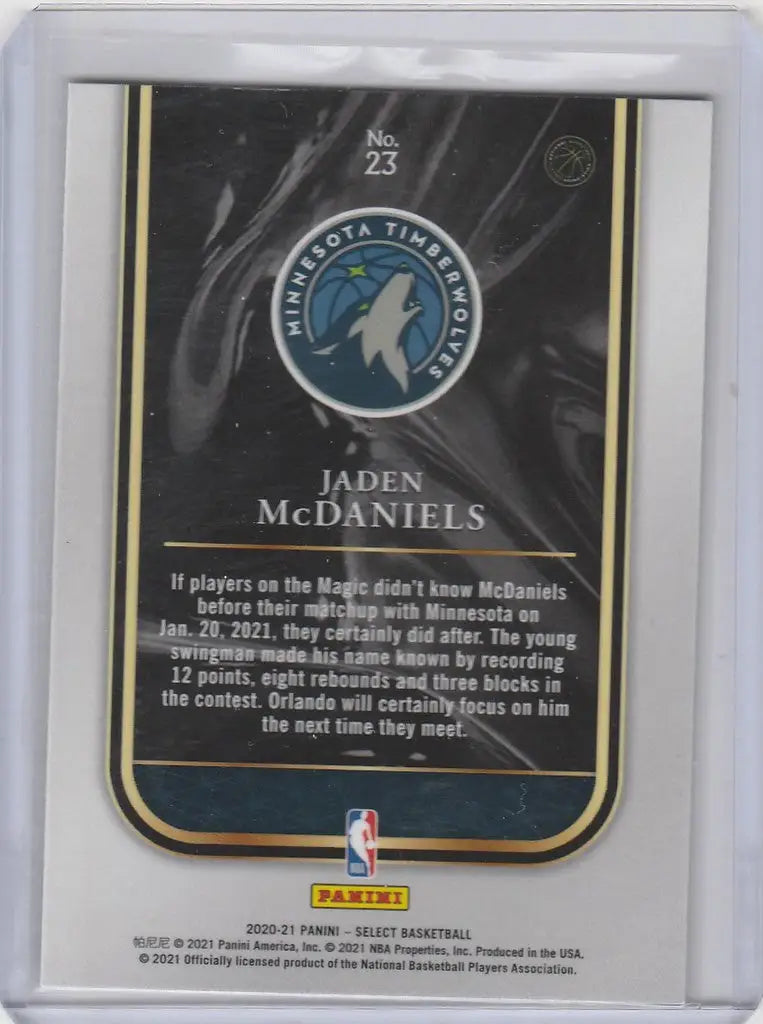 No.
23
MINNESOTA TIMBERWOLVES
JADEN
McDANIELS
If players on the Magic didn't know McDaniels
before their matchup with Minnesota on
Jan. 20, 2021, they certainly did after. The young
swingman made his name known by recording
12 points, eight rebounds and three blocks in
the contest. Orlando will certainly focus on him
the next time they meet.
NBA
PANINI
2020-21 PANINI – SELECT BASKETBALL
帕尼尼 © 2021 Panini America, Inc. © 2021 NBA Properties, Inc. Produced in the USA.
© 2021 Officially licensed product of the National Basketball Players Association.